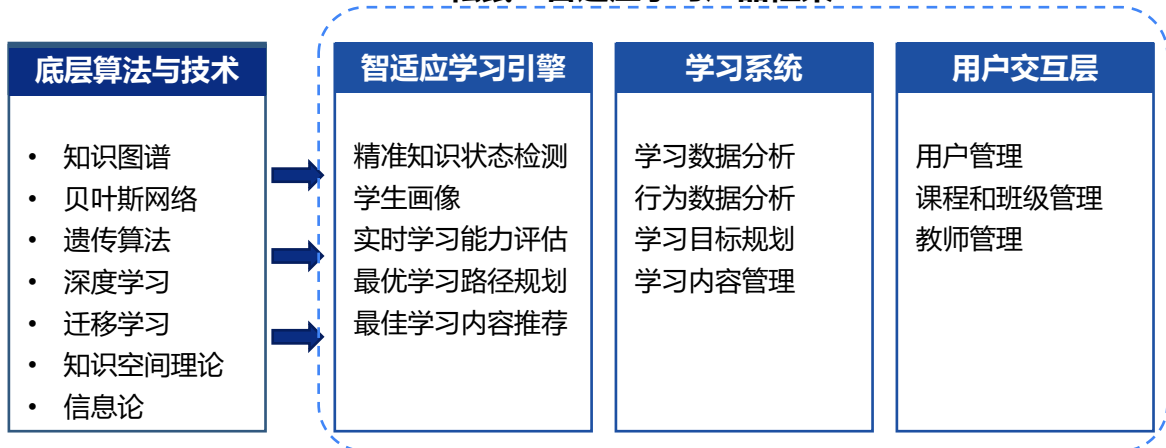 底层算法与技术
• 知识图谱
• 贝叶斯网络
• 遗传算法
• 深度学习
• 迁移学习
• 知识空间理论
• 信息论
智适应学习引擎
精准知识状态检测
学生画像
实时学习能力评估
最优学习路径规划
最佳学习内容推荐
学习系统
学习数据分析
行为数据分析
学习目标规划
学习内容管理
用户交互层
用户管理
课程和班级管理
教师管理